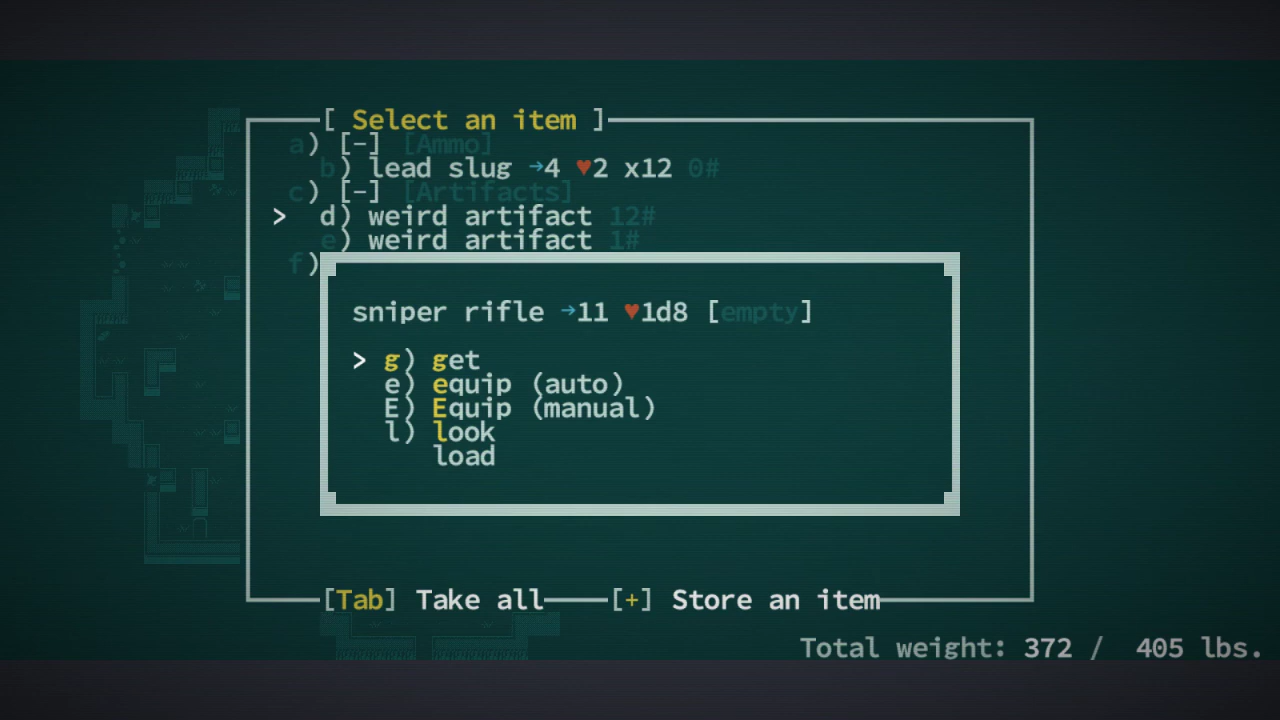 [ Select an item ]
a) [-] [Ammo]
b) lead slug →4 ♥2 x12 0#
c) [-] [Artifacts]
> d) weird artifact 12#
e) weird artifact 1#
f)
sniper rifle →11 ♥1d8 [empty]
> g) get
e) equip (auto)
E) Equip (manual)
l) look
load
[Tab] Take all [+] Store an item
Total weight: 372 / 405 lbs.